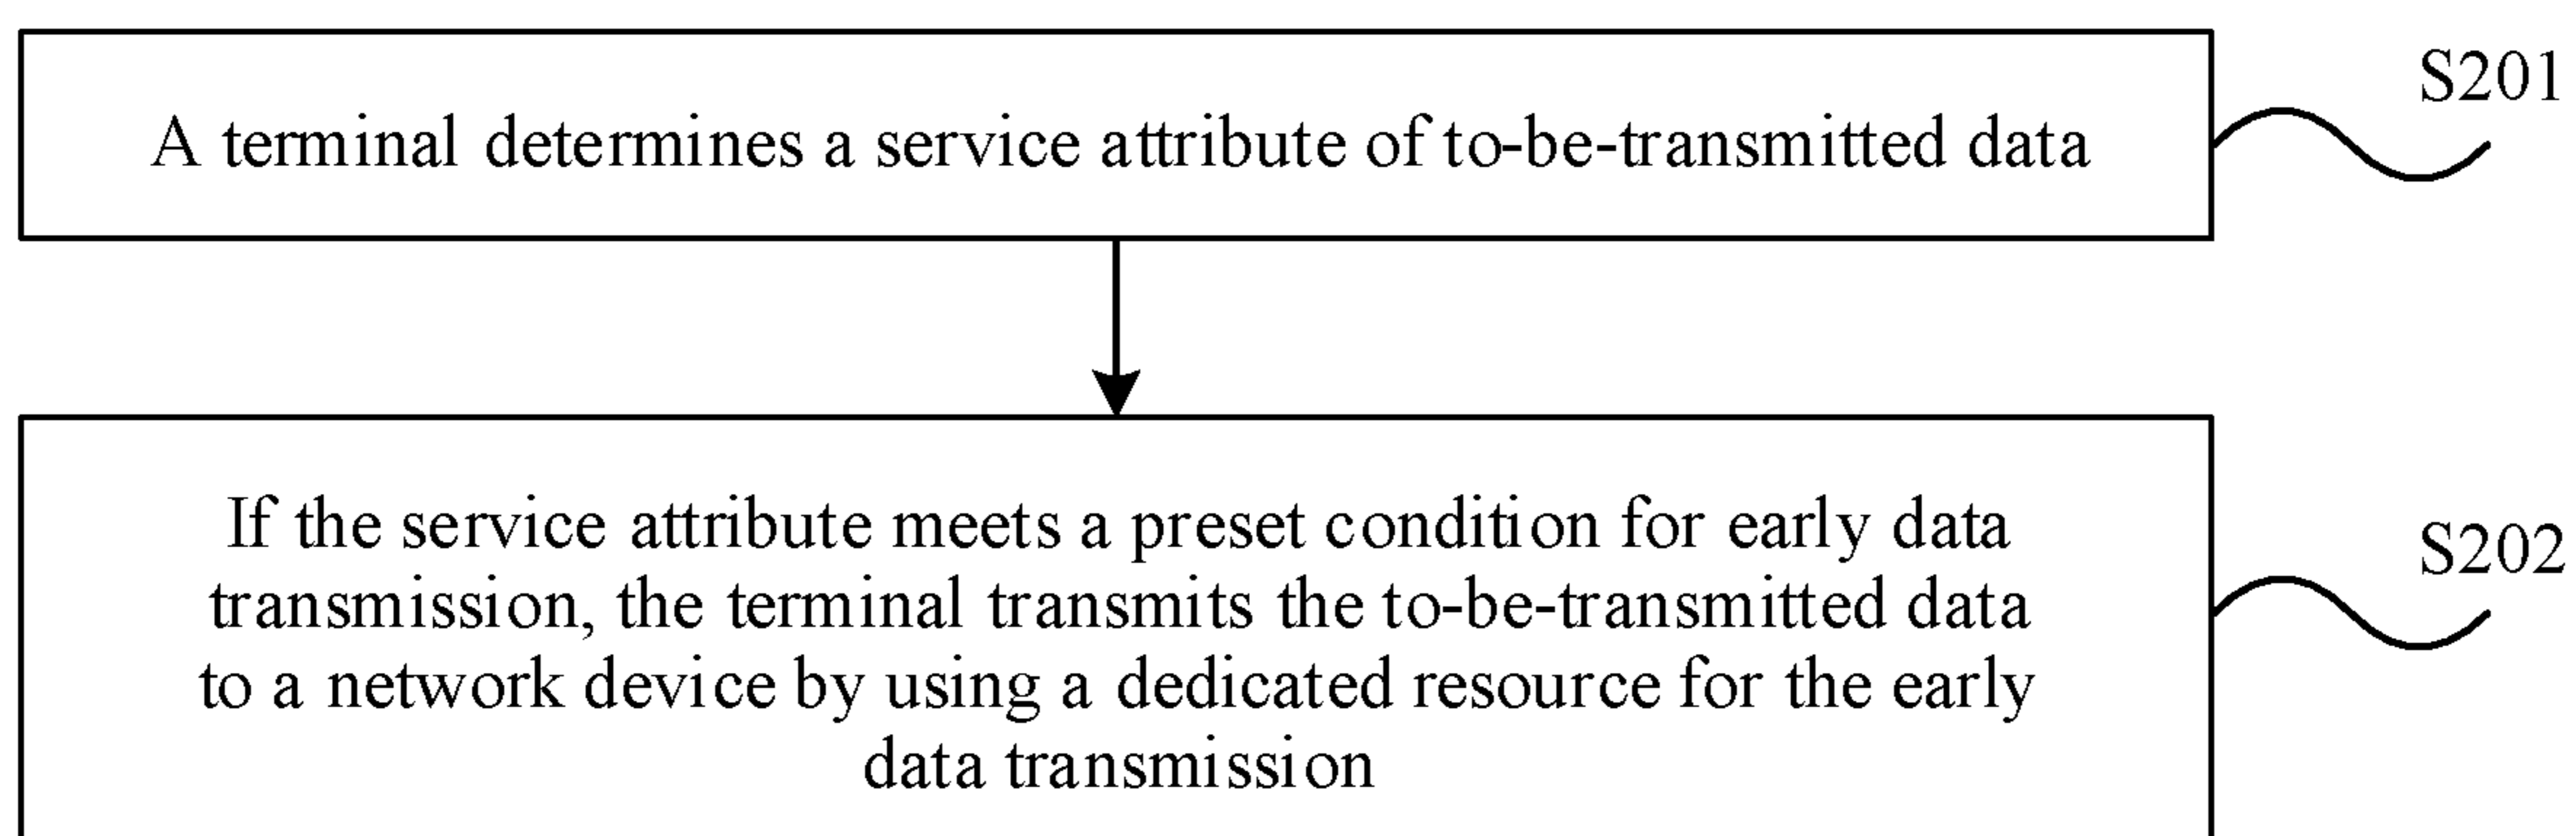 S201
A terminal determines a service attribute of to-be-transmitted data
If the service attribute meets a preset condition for early data
S202
transmission, the terminal transmits the to-be-transmitted data
to a network device by using a dedicated resource for the early
data transmission